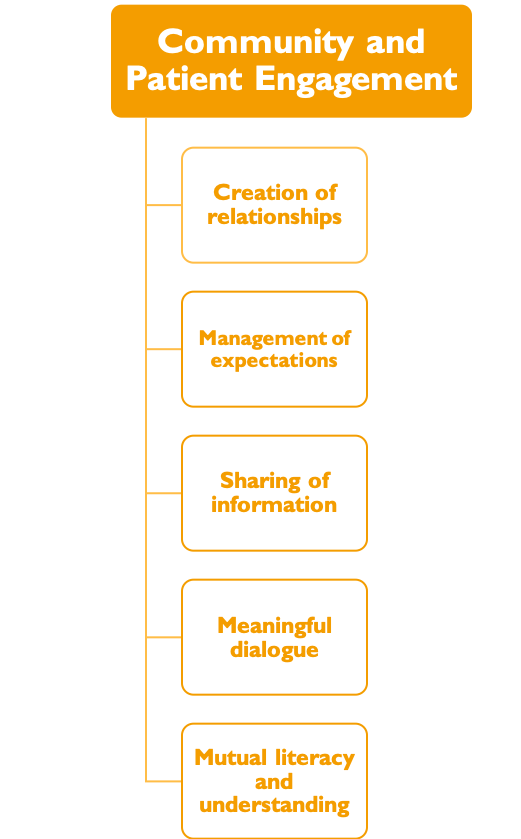 Community and
Patient Engagement
Creation of
relationships
Management of
expectations
Sharing of
information
Meaningful
dialogue
Mutual literacy
and
understanding